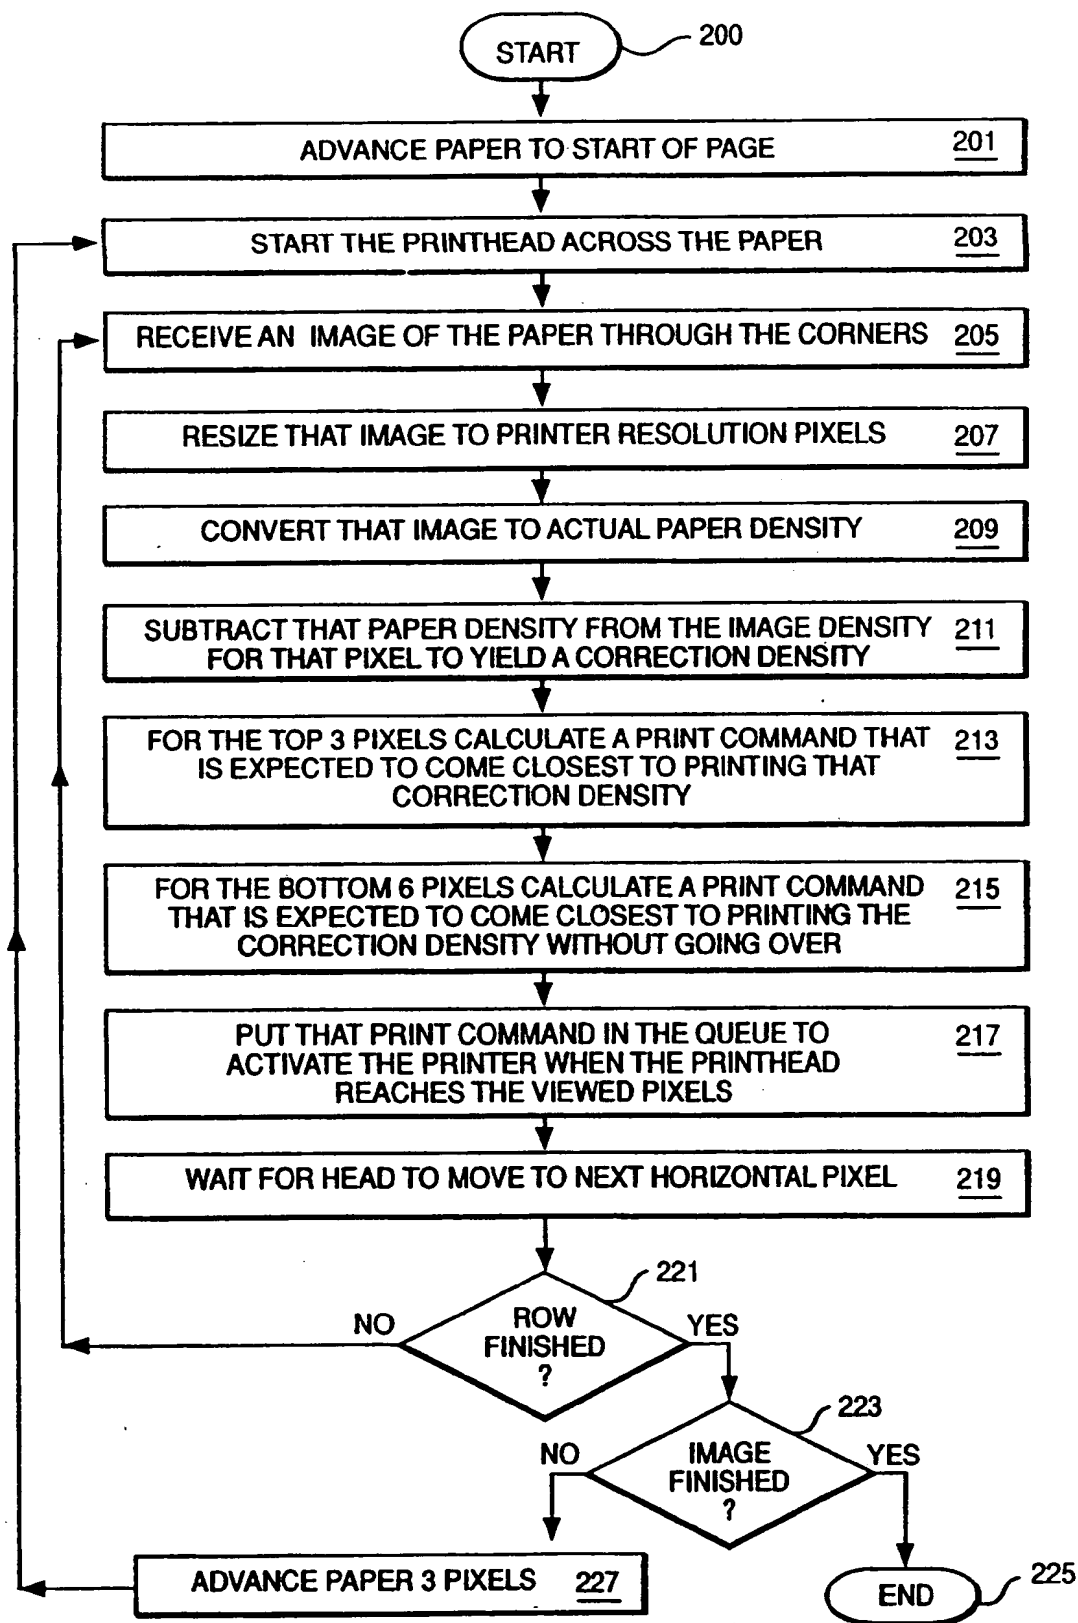 START
200
ADVANCE PAPER TO START OF PAGE
201
START THE PRINTHEAD ACROSS THE PAPER
203
RECEIVE AN IMAGE OF THE PAPER THROUGH THE CORNERS
205
RESIZE THAT IMAGE TO PRINTER RESOLUTION PIXELS
207
CONVERT THAT IMAGE TO ACTUAL PAPER DENSITY
209
SUBTRACT THAT PAPER DENSITY FROM THE IMAGE DENSITY
FOR THAT PIXEL TO YIELD A CORRECTION DENSITY
211
FOR THE TOP 3 PIXELS CALCULATE A PRINT COMMAND THAT
IS EXPECTED TO COME CLOSEST TO PRINTING THAT
CORRECTION DENSITY
213
FOR THE BOTTOM 6 PIXELS CALCULATE A PRINT COMMAND
THAT IS EXPECTED TO COME CLOSEST TO PRINTING THE
CORRECTION DENSITY WITHOUT GOING OVER
215
PUT THAT PRINT COMMAND IN THE QUEUE TO
ACTIVATE THE PRINTER WHEN THE PRINTHEAD
REACHES THE VIEWED PIXELS
217
WAIT FOR HEAD TO MOVE TO NEXT HORIZONTAL PIXEL
219
221
NO
ROW
FINISHED
?
YES
223
NO
IMAGE
FINISHED
?
YES
ADVANCE PAPER 3 PIXELS
227
END
225